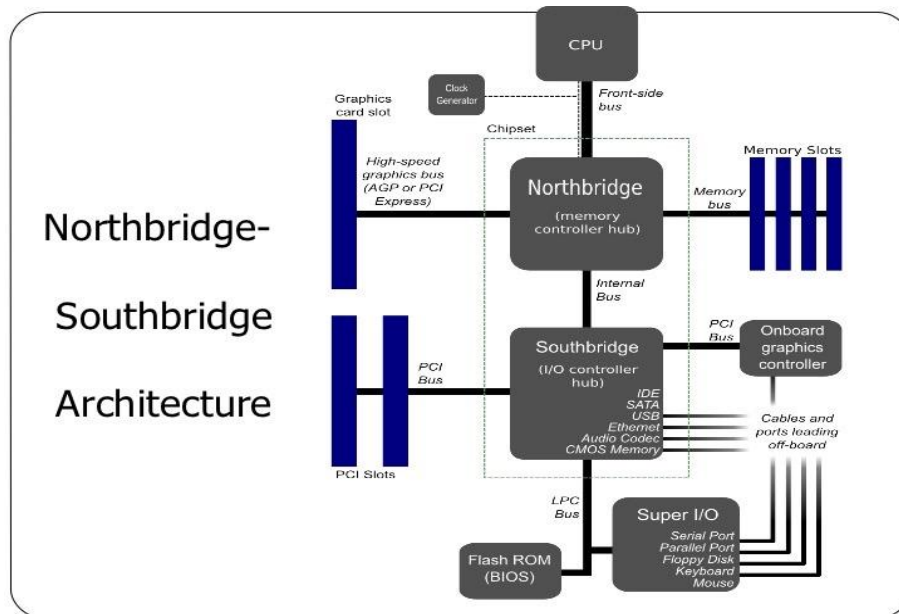 Northbridge-
Southbridge
Architecture
CPU
Clock
Generator
Front-side
bus
Graphics
card slot
Chipset
High-speed
graphics bus
(AGP or PCI
Express)
Northbridge
(memory
controller hub)
Memory
bus
Memory Slots
Internal
Bus
PCI
Bus
Southbridge
(I/O controller
hub)
IDE
SATA
USB
Ethernet
Audio Codec
CMOS Memory
PCI
Bus
Onboard
graphics
controller
Cables and
ports leading
off-board
PCI Slots
LPC
Bus
Super I/O
Serial Port
Parallel Port
Floppy Disk
Keyboard
Mouse
Flash ROM
(BIOS)